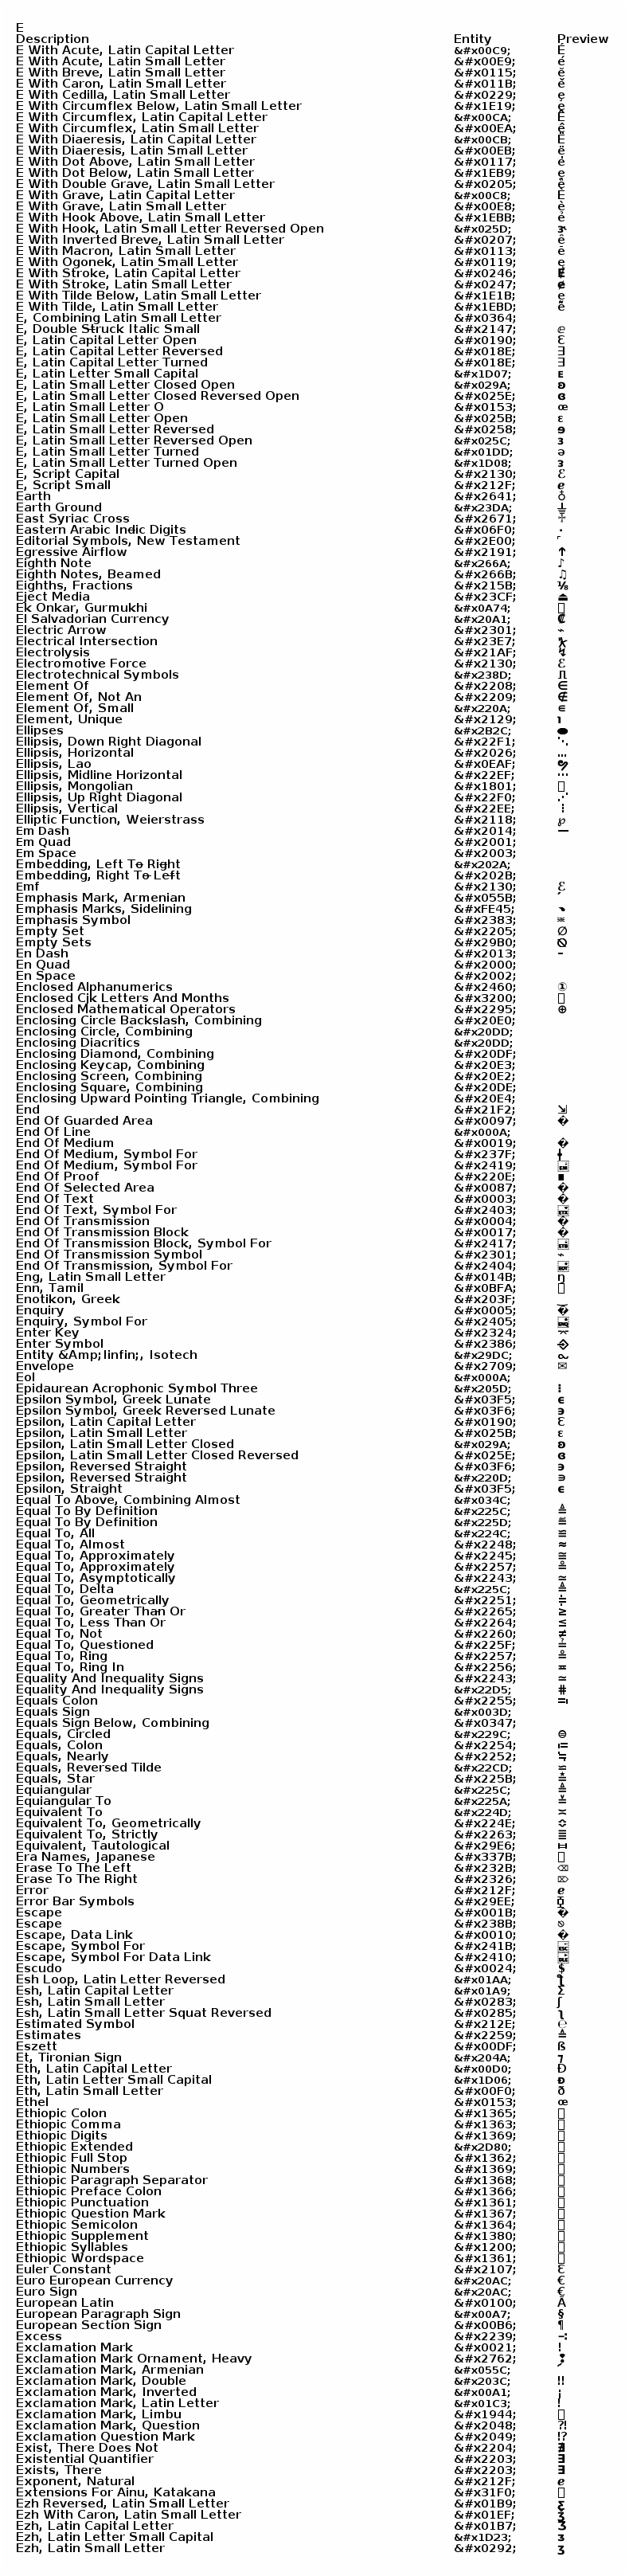 E
Description Entity Preview
E With Acute, Latin Capital Letter &#x00C9; É
E With Acute, Latin Small Letter &#x00E9; é
E With Breve, Latin Small Letter &#x0115; ĕ
E With Caron, Latin Small Letter &#x011B; ě
E With Cedilla, Latin Small Letter &#x0229; ȩ
E With Circumflex Below, Latin Small Letter &#x1E19; ḙ
E With Circumflex, Latin Capital Letter &#x00CA; Ê
E With Circumflex, Latin Small Letter &#x00EA; ê
E With Diaeresis, Latin Capital Letter &#x00CB; Ë
E With Diaeresis, Latin Small Letter &#x00EB; ë
E With Dot Above, Latin Small Letter &#x0117; ė
E With Dot Below, Latin Small Letter &#x1EB9; ẹ
E With Double Grave, Latin Small Letter &#x0205; ȅ
E With Grave, Latin Capital Letter &#x00C8; È
E With Grave, Latin Small Letter &#x00E8; è
E With Hook Above, Latin Small Letter &#x1EBB; ẻ
E With Hook, Latin Small Letter Reversed Open &#x025D; ɝ
E With Inverted Breve, Latin Small Letter &#x0207; ȇ
E With Macron, Latin Small Letter &#x0113; ē
E With Ogonek, Latin Small Letter &#x0119; ę
E With Stroke, Latin Capital Letter &#x0246; Ɇ
E With Stroke, Latin Small Letter &#x0247; ɇ
E With Tilde Below, Latin Small Letter &#x1E1B; ḛ
E With Tilde, Latin Small Letter &#x1EBD; ẽ
E, Combining Latin Small Letter &#x0364;
E, Double Struck Italic Small &#x2147; ⅇ
E, Latin Capital Letter Open &#x0190; Ɛ
E, Latin Capital Letter Reversed &#x018E; Ǝ
E, Latin Capital Letter Turned &#x018E; Ǝ
E, Latin Letter Small Capital &#x1D07; ᴇ
E, Latin Small Letter Closed Open &#x029A; ʚ
E, Latin Small Letter Closed Reversed Open &#x025E; ɞ
E, Latin Small Letter O &#x0153; œ
E, Latin Small Letter Open &#x025B; ɛ
E, Latin Small Letter Reversed &#x0258; ɘ
E, Latin Small Letter Reversed Open &#x025C; ɜ
E, Latin Small Letter Turned &#x01DD; ǝ
E, Latin Small Letter Turned Open &#x1D08; ᴈ
E, Script Capital &#x2130; ℰ
E, Script Small &#x212F; ℯ
Earth &#x2641; ♁
Earth Ground &#x23DA; ⏚
East Syriac Cross &#x2671; ♱
Eastern Arabic Indic Digits &#x06F0; ۰
Editorial Symbols, New Testament &#x2E00; ⸀
Egressive Airflow &#x2191; ↑
Eighth Note &#x266A; ♪
Eighth Notes, Beamed &#x266B; ♫
Eighths, Fractions &#x215B; ⅛
Eject Media &#x23CF; ⏏
Ek Onkar, Gurmukhi &#x0A74;
El Salvadorian Currency &#x20A1; ₡
Electric Arrow &#x2301; ⌁
Electrical Intersection &#x23E7; ⏧
Electrolysis &#x21AF; ↯
Electromotive Force &#x2130; ℰ
Electrotechnical Symbols &#x238D; ⎍
Element Of &#x2208; ∈
Element Of, Not An &#x2209; ∉
Element Of, Small &#x220A; ∊
Element, Unique &#x2129; ℩
Ellipses &#x2B2C; ⬬
Ellipsis, Down Right Diagonal &#x22F1; ⋱
Ellipsis, Horizontal &#x2026; …
Ellipsis, Lao &#x0EAF; ຯ
Ellipsis, Midline Horizontal &#x22EF; ⋯
Ellipsis, Mongolian &#x1801;
Ellipsis, Up Right Diagonal &#x22F0; ⋰
Ellipsis, Vertical &#x22EE; ⋮
Elliptic Function, Weierstrass &#x2118; ℘
Em Dash &#x2014; —
Em Quad &#x2001;
Em Space &#x2003;
Embedding, Left To Right &#x202A;
Embedding, Right To Left &#x202B;
Emf &#x2130; ℰ
Emphasis Mark, Armenian &#x055B; ՛
Emphasis Marks, Sidelining &#xFE45; ﹅
Emphasis Symbol &#x2383; ⎃
Empty Set &#x2205; ∅
Empty Sets &#x29B0; ⦰
En Dash &#x2013; –
En Quad &#x2000;
En Space &#x2002;
Enclosed Alphanumerics &#x2460; ①
Enclosed Cjk Letters And Months &#x3200;
Enclosed Mathematical Operators &#x2295; ⊕
Enclosing Circle Backslash, Combining &#x20E0;
Enclosing Circle, Combining &#x20DD;
Enclosing Diacritics &#x20DD;
Enclosing Diamond, Combining &#x20DF;
Enclosing Keycap, Combining &#x20E3;
Enclosing Screen, Combining &#x20E2;
Enclosing Square, Combining &#x20DE;
Enclosing Upward Pointing Triangle, Combining &#x20E4;
End &#x21F2; ⇲
End Of Guarded Area &#x0097; �
End Of Line &#x000A;
End Of Medium &#x0019; �
End Of Medium, Symbol For &#x237F; ⍿
End Of Medium, Symbol For &#x2419; ␙
End Of Proof &#x220E; ∎
End Of Selected Area &#x0087; �
End Of Text &#x0003; �
End Of Text, Symbol For &#x2403; ␃
End Of Transmission &#x0004; �
End Of Transmission Block &#x0017; �
End Of Transmission Block, Symbol For &#x2417; ␗
End Of Transmission Symbol &#x2301; ⌁
End Of Transmission, Symbol For &#x2404; ␄
Eng, Latin Small Letter &#x014B; ŋ
Enn, Tamil &#x0BFA;
Enotikon, Greek &#x203F; ‿
Enquiry &#x0005; �
Enquiry, Symbol For &#x2405; ␅
Enter Key &#x2324; ⌤
Enter Symbol &#x2386; ⎆
Entity &Amp;Iinfin;, Isotech &#x29DC; ⧜
Envelope &#x2709; ✉
Eol &#x000A;
Epidaurean Acrophonic Symbol Three &#x205D; ⁝
Epsilon Symbol, Greek Lunate &#x03F5; ϵ
Epsilon Symbol, Greek Reversed Lunate &#x03F6; ϶
Epsilon, Latin Capital Letter &#x0190; Ɛ
Epsilon, Latin Small Letter &#x025B; ɛ
Epsilon, Latin Small Letter Closed &#x029A; ʚ
Epsilon, Latin Small Letter Closed Reversed &#x025E; ɞ
Epsilon, Reversed Straight &#x03F6; ϶
Epsilon, Reversed Straight &#x220D; ∍
Epsilon, Straight &#x03F5; ϵ
Equal To Above, Combining Almost &#x034C;
Equal To By Definition &#x225C; ≜
Equal To By Definition &#x225D; ≝
Equal To, All &#x224C; ≌
Equal To, Almost &#x2248; ≈
Equal To, Approximately &#x2245; ≅
Equal To, Approximately &#x2257; ≗
Equal To, Asymptotically &#x2243; ≃
Equal To, Delta &#x225C; ≜
Equal To, Geometrically &#x2251; ≑
Equal To, Greater Than Or &#x2265; ≥
Equal To, Less Than Or &#x2264; ≤
Equal To, Not &#x2260; ≠
Equal To, Questioned &#x225F; ≟
Equal To, Ring &#x2257; ≗
Equal To, Ring In &#x2256; ≖
Equality And Inequality Signs &#x2243; ≃
Equality And Inequality Signs &#x22D5; ⋕
Equals Colon &#x2255; ≕
Equals Sign &#x003D;
Equals Sign Below, Combining &#x0347;
Equals, Circled &#x229C; ⊜
Equals, Colon &#x2254; ≔
Equals, Nearly &#x2252; ≒
Equals, Reversed Tilde &#x22CD; ⋍
Equals, Star &#x225B; ≛
Equiangular &#x225C; ≜
Equiangular To &#x225A; ≚
Equivalent To &#x224D; ≍
Equivalent To, Geometrically &#x224E; ≎
Equivalent To, Strictly &#x2263; ≣
Equivalent, Tautological &#x29E6; ⧦
Era Names, Japanese &#x337B;
Erase To The Left &#x232B; ⌫
Erase To The Right &#x2326; ⌦
Error &#x212F; ℯ
Error Bar Symbols &#x29EE; ⧮
Escape &#x001B; �
Escape &#x238B; ⎋
Escape, Data Link &#x0010; �
Escape, Symbol For &#x241B; ␛
Escape, Symbol For Data Link &#x2410; ␐
Escudo &#x0024; $
Esh Loop, Latin Letter Reversed &#x01AA; ƪ
Esh, Latin Capital Letter &#x01A9; Ʃ
Esh, Latin Small Letter &#x0283; ʃ
Esh, Latin Small Letter Squat Reversed &#x0285; ʅ
Estimated Symbol &#x212E; ℮
Estimates &#x2259; ≙
Eszett &#x00DF; ß
Et, Tironian Sign &#x204A; ⁊
Eth, Latin Capital Letter &#x00D0; Ð
Eth, Latin Letter Small Capital &#x1D06; ᴆ
Eth, Latin Small Letter &#x00F0; ð
Ethel &#x0153; œ
Ethiopic Colon &#x1365;
Ethiopic Comma &#x1363;
Ethiopic Digits &#x1369;
Ethiopic Extended &#x2D80;
Ethiopic Full Stop &#x1362;
Ethiopic Numbers &#x1369;
Ethiopic Paragraph Separator &#x1368;
Ethiopic Preface Colon &#x1366;
Ethiopic Punctuation &#x1361;
Ethiopic Question Mark &#x1367;
Ethiopic Semicolon &#x1364;
Ethiopic Supplement &#x1380;
Ethiopic Syllables &#x1200;
Ethiopic Wordspace &#x1361;
Euler Constant &#x2107; ℇ
Euro European Currency &#x20AC; €
Euro Sign &#x20AC; €
European Latin &#x0100; Ā
European Paragraph Sign &#x00A7; §
European Section Sign &#x00B6; ¶
Excess &#x2239; ∹
Exclamation Mark &#x0021; !
Exclamation Mark Ornament, Heavy &#x2762; ❢
Exclamation Mark, Armenian &#x055C; ՜
Exclamation Mark, Double &#x203C; ‼
Exclamation Mark, Inverted &#x00A1; ¡
Exclamation Mark, Latin Letter &#x01C3; ǃ
Exclamation Mark, Limbu &#x1944;
Exclamation Mark, Question &#x2048; ⁈
Exclamation Question Mark &#x2049; ⁉
Exist, There Does Not &#x2204; ∄
Existential Quantifier &#x2203; ∃
Exists, There &#x2203; ∃
Exponent, Natural &#x212F; ℯ
Extensions For Ainu, Katakana &#x31F0;
Ezh Reversed, Latin Small Letter &#x01B9; ƹ
Ezh With Caron, Latin Small Letter &#x01EF; ǯ
Ezh, Latin Capital Letter &#x01B7; Ʒ
Ezh, Latin Letter Small Capital &#x1D23; ᴣ
Ezh, Latin Small Letter &#x0292; ʒ